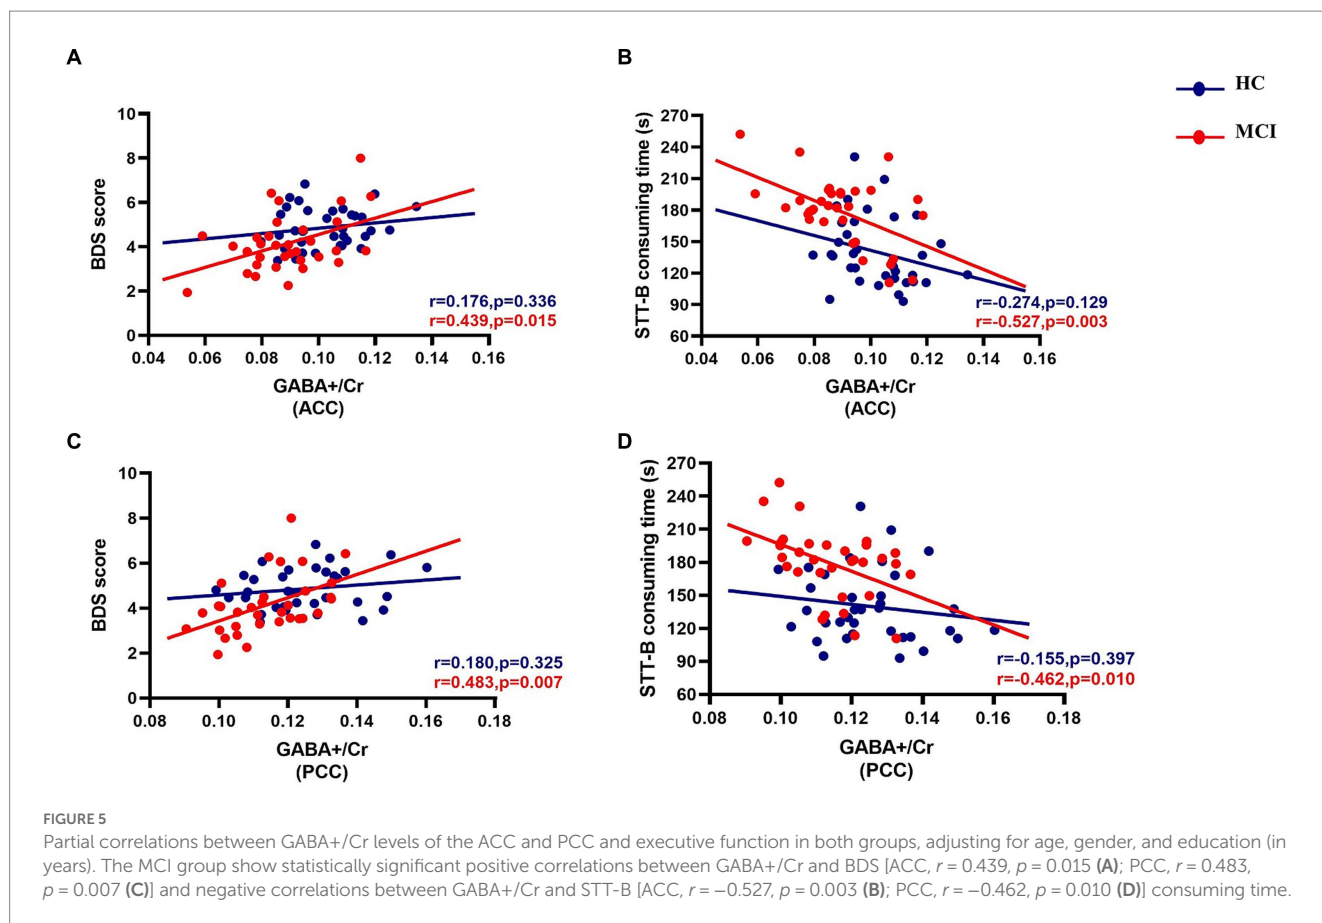 A
B
HC
MCI
10
8
6
4
2
0
BDS score
0.04 0.06 0.08 0.10 0.12 0.14 0.16
GABA+/Cr
(ACC)
r=0.176,p=0.336
r=0.439,p=0.015
270
240
210
180
150
120
90
60
STT-B consuming time (s)
0.04 0.06 0.08 0.10 0.12 0.14 0.16
GABA+/Cr
(ACC)
r=-0.274,p=0.129
r=-0.527,p=0.003
C
D
10
8
6
4
2
0
BDS score
0.08 0.10 0.12 0.14 0.16 0.18
GABA+/Cr
(PCC)
r=0.180,p=0.325
r=0.483,p=0.007
270
240
210
180
150
120
90
60
STT-B consuming time (s)
0.08 0.10 0.12 0.14 0.16 0.18
GABA+/Cr
(PCC)
r=-0.155,p=0.397
r=-0.462,p=0.010
FIGURE 5
Partial correlations between GABA+/Cr levels of the ACC and PCC and executive function in both groups, adjusting for age, gender, and education (in
years). The MCI group show statistically significant positive correlations between GABA+/Cr and BDS [ACC, r = 0.439, p = 0.015 (A); PCC, r = 0.483,
p = 0.007 (C)] and negative correlations between GABA+/Cr and STT-B [ACC, r = −0.527, p = 0.003 (B); PCC, r = −0.462, p = 0.010 (D)] consuming time.